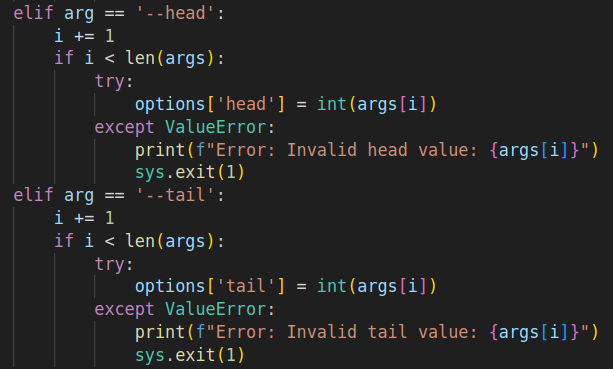 elif arg == '--head':
    i += 1
    if i < len(args):
        try:
            options['head'] = int(args[i])
        except ValueError:
            print(f"Error: Invalid head value: {args[i]}")
            sys.exit(1)
elif arg == '--tail':
    i += 1
    if i < len(args):
        try:
            options['tail'] = int(args[i])
        except ValueError:
            print(f"Error: Invalid tail value: {args[i]}")
            sys.exit(1)